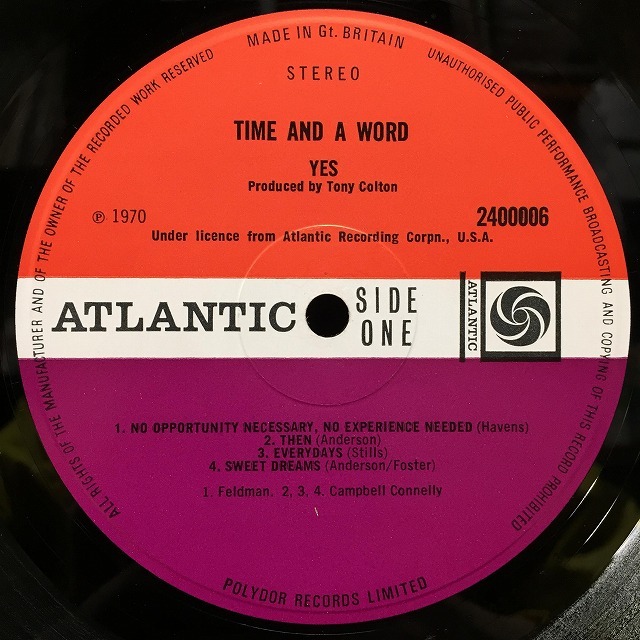 MADE IN Gt. BRITAIN
ALL RIGHTS OF THE MANUFACTURER AND OF THE OWNER OF THE RECORDED WORK RESERVED
UNAUTHORISED PUBLIC PERFORMANCE BROADCASTING AND COPYING OF THIS RECORD PROHIBITED
STEREO
TIME AND A WORD
YES
Produced by Tony Colton
℗ 1970
2400006
Under licence from Atlantic Recording Corpn., U.S.A.
ATLANTIC
SIDE
ONE
ATLANTIC
1. NO OPPORTUNITY NECESSARY, NO EXPERIENCE NEEDED (Havens)
2. THEN (Anderson)
3. EVERYDAYS (Stills)
4. SWEET DREAMS (Anderson/Foster)
1. Feldman. 2, 3, 4. Campbell Connelly
POLYDOR RECORDS LIMITED